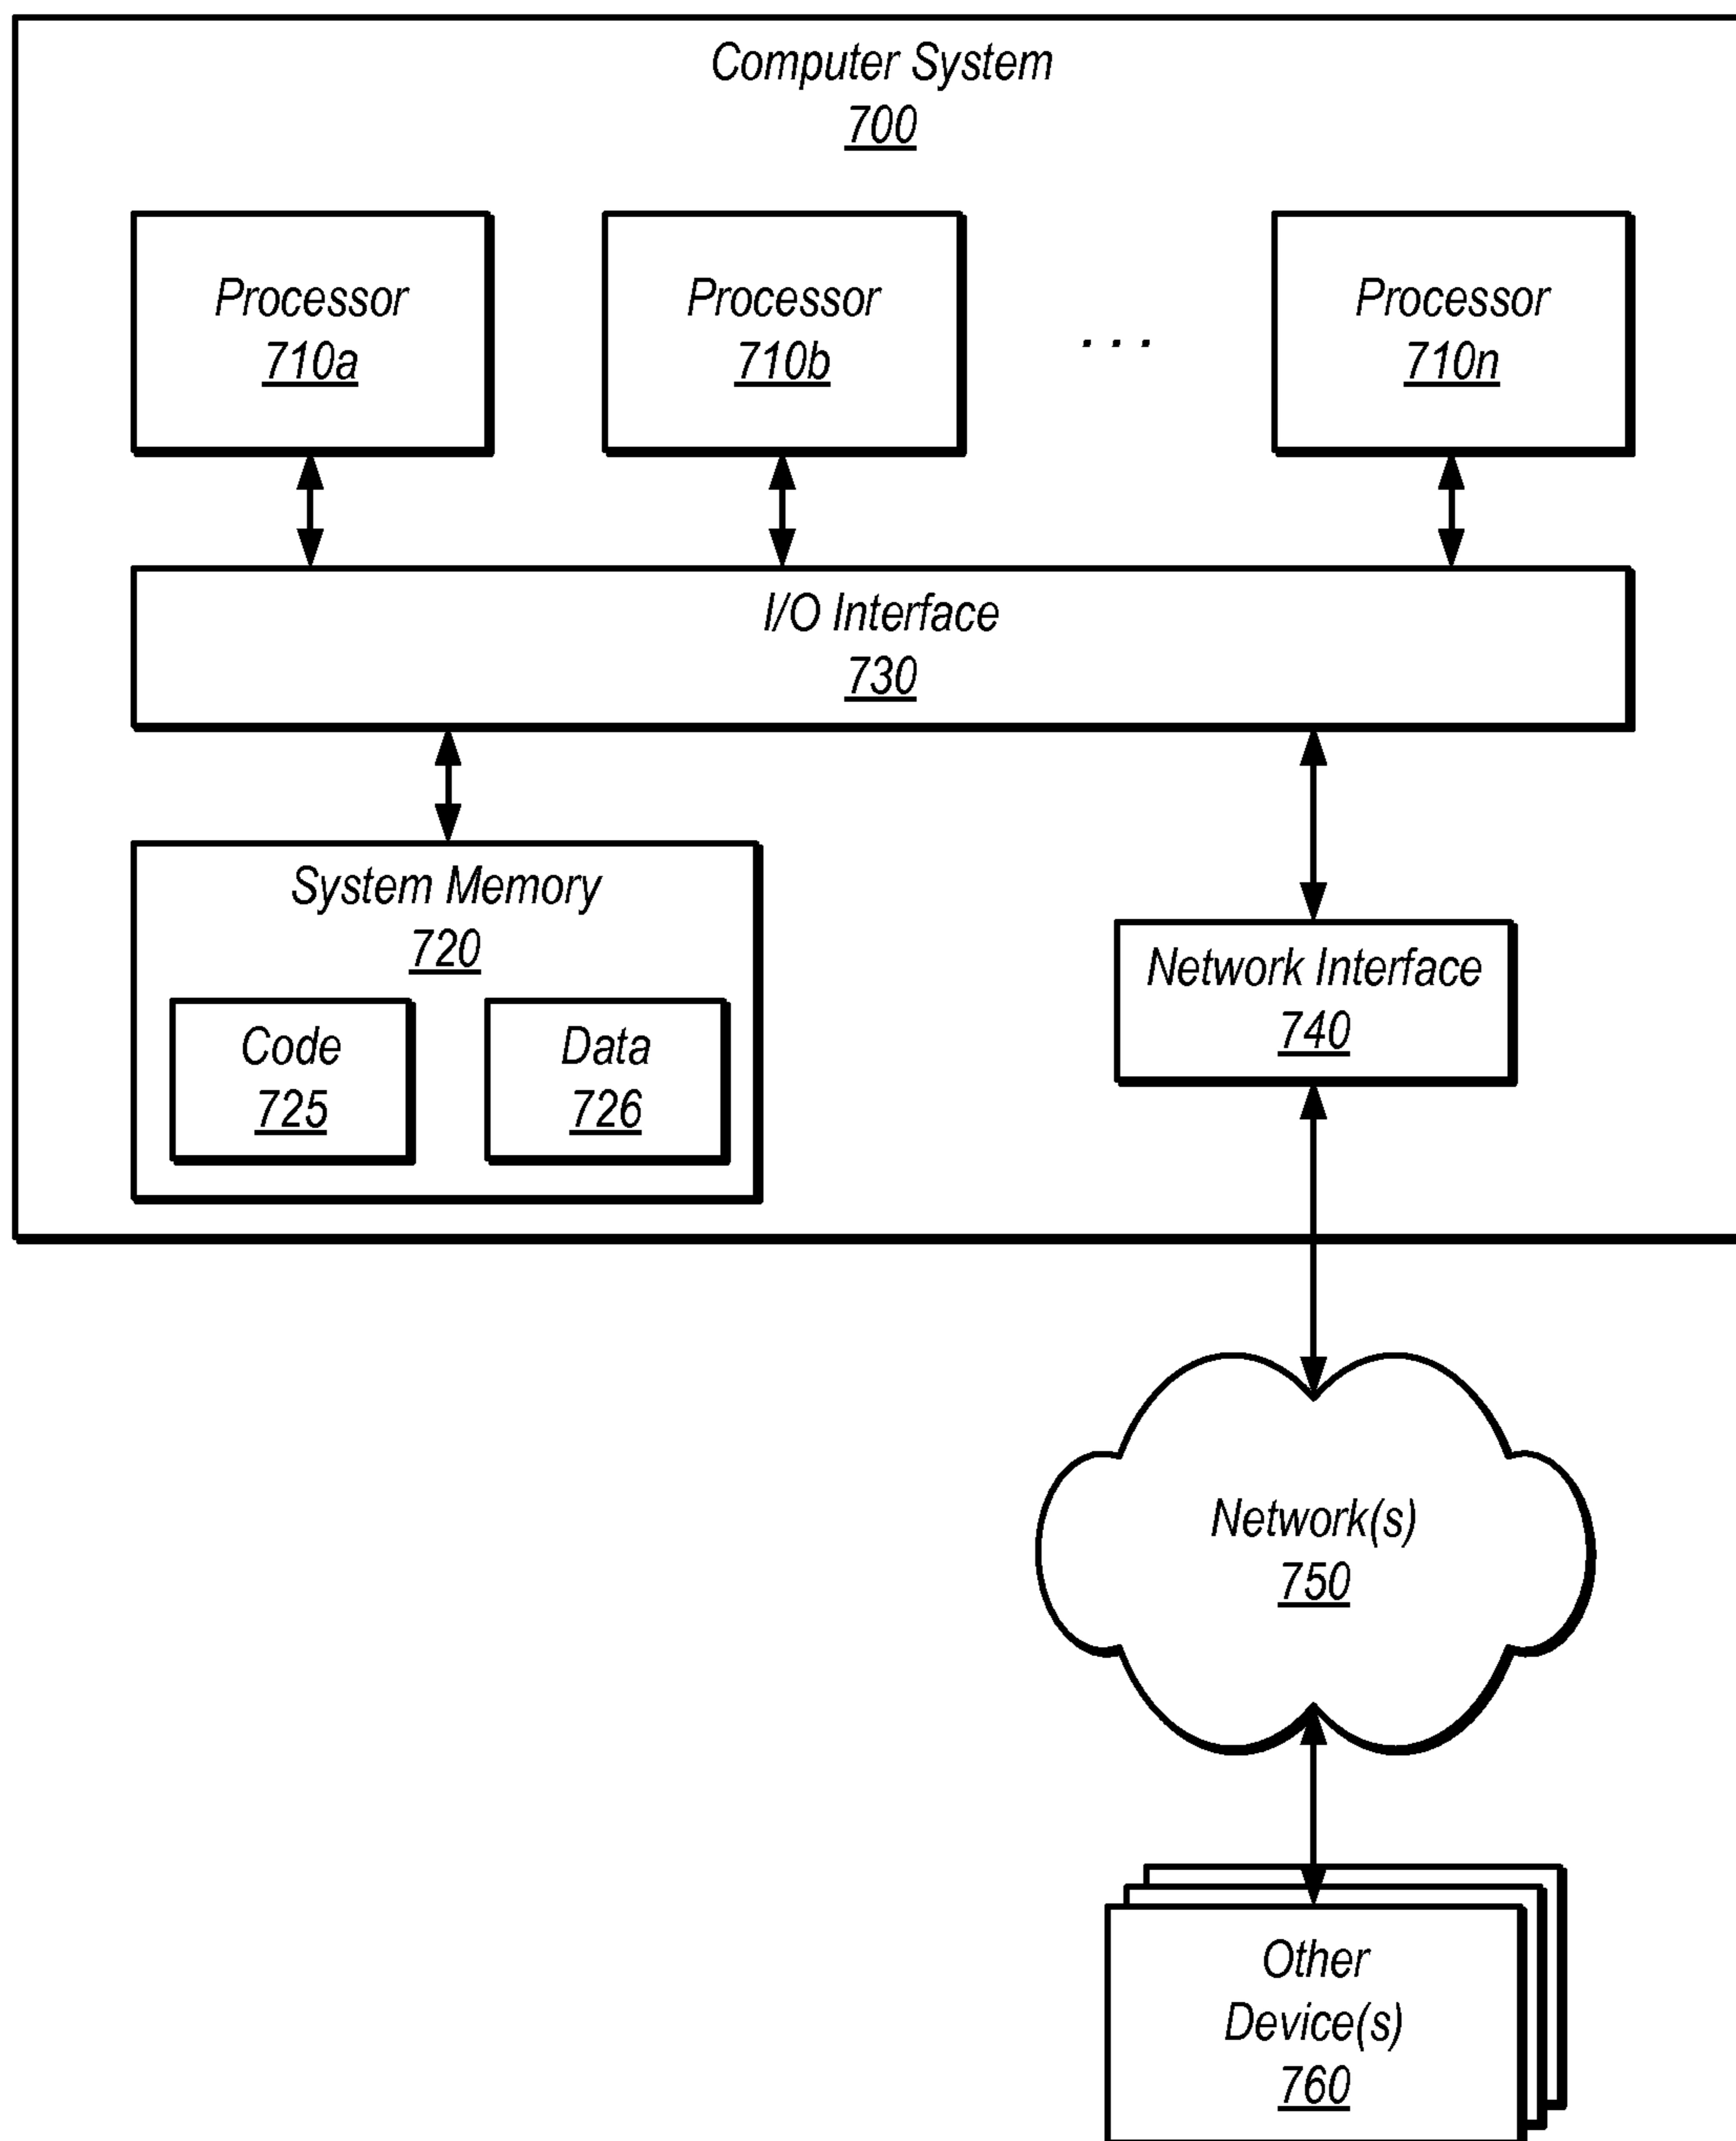 Computer System
700
Processor
710a
Processor
710b
. . .
Processor
710n
I/O Interface
730
System Memory
720
Code
725
Data
726
Network Interface
740
Network(s)
750
Other
Device(s)
760